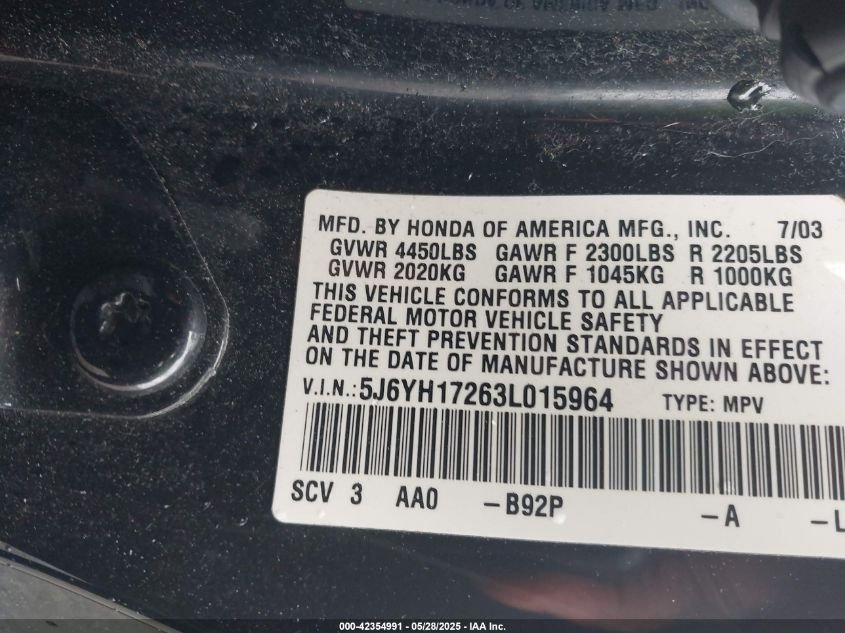 MFD. BY HONDA OF AMERICA MFG., INC. 7/03
GVWR 4450LBS GAWR F 2300LBS R 2205LBS
GVWR 2020KG GAWR F 1045KG R 1000KG
THIS VEHICLE CONFORMS TO ALL APPLICABLE
FEDERAL MOTOR VEHICLE SAFETY
AND THEFT PREVENTION STANDARDS IN EFFECT
ON THE DATE OF MANUFACTURE SHOWN ABOVE:
V.I.N.:5J6YH17263L015964 TYPE: MPV
SCV 3 AA0 -B92P -A -L
000-42354991 - 05/28/2025 - IAA Inc.